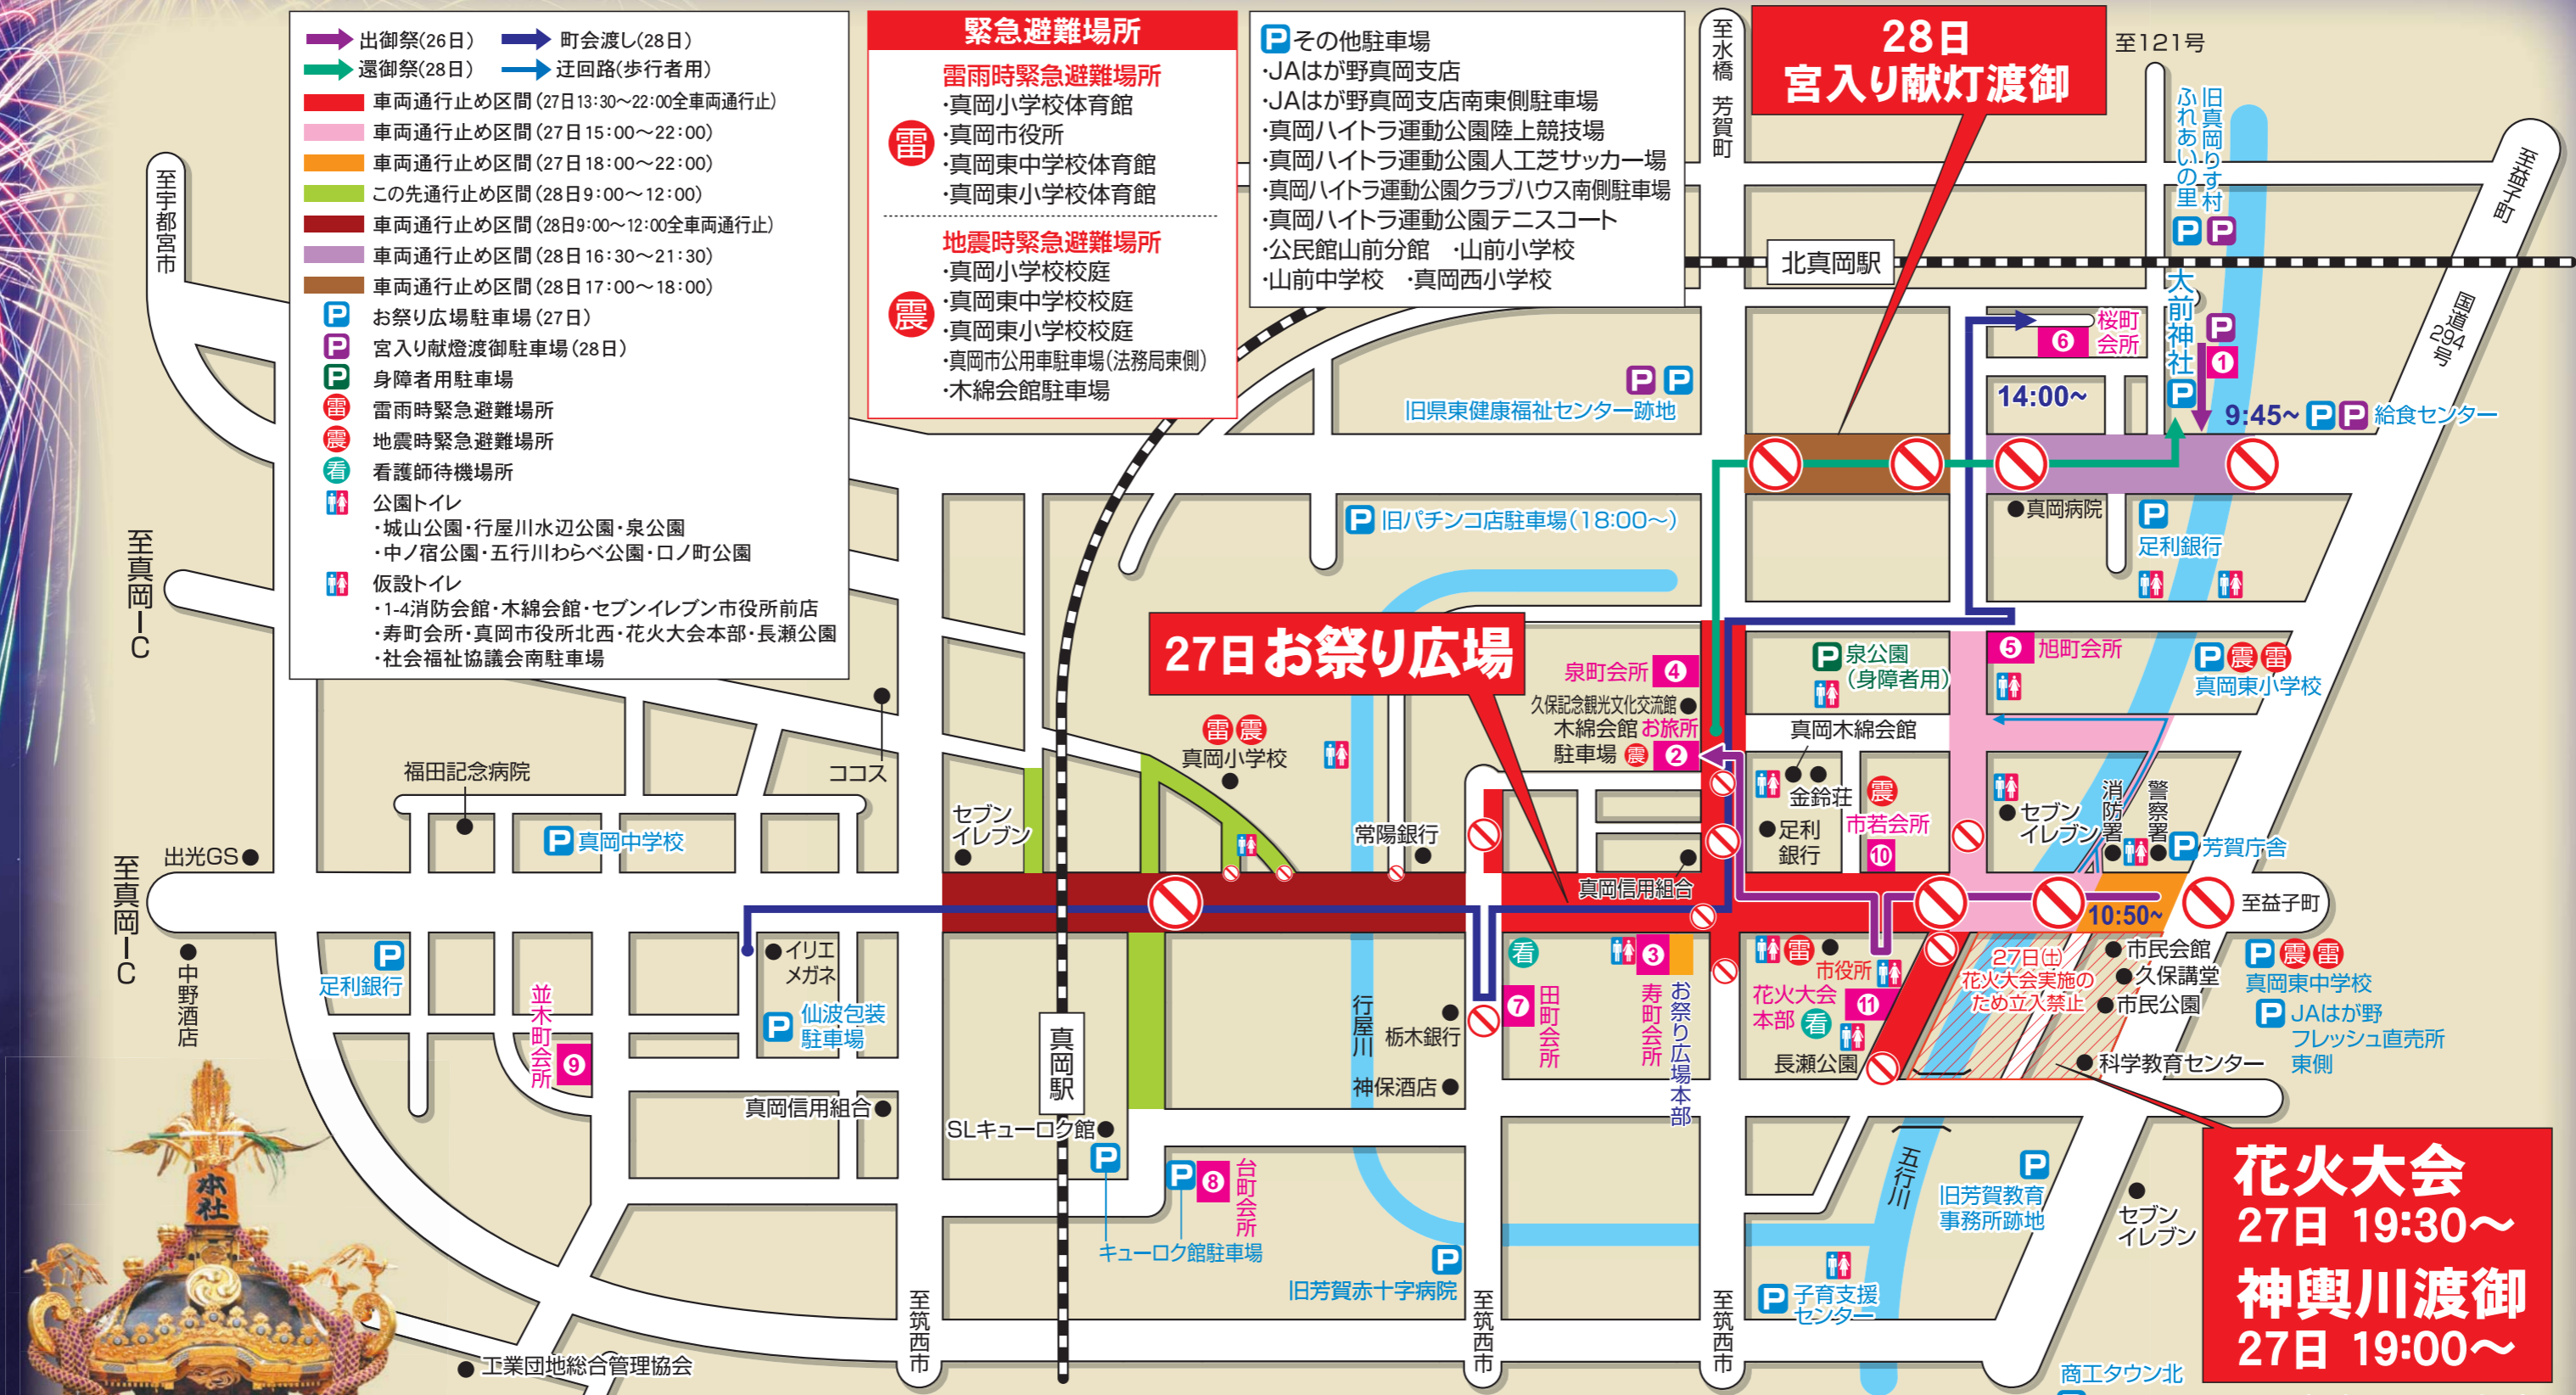 出御祭(26日)
町会渡し(28日)
還御祭(28日)
迂回路(歩行者用)
車両通行止め区間(27日13:30～22:00全車両通行止)
車両通行止め区間(27日15:00～22:00)
車両通行止め区間(27日18:00～22:00)
この先通行止め区間(28日9:00～12:00)
車両通行止め区間(28日9:00～12:00全車両通行止)
車両通行止め区間(28日16:30～21:30)
車両通行止め区間(28日17:00～18:00)
P お祭り広場駐車場(27日)
P 宮入り献燈渡御駐車場(28日)
P 身障者用駐車場
雷 雷雨時緊急避難場所
震 地震時緊急避難場所
看 看護師待機場所
公園トイレ
・城山公園・行屋川水辺公園・泉公園
・中ノ宿公園・五行川わらべ公園・口ノ町公園
仮設トイレ
・1-4消防会館・木綿会館・セブンイレブン市役所前店
・寿町会所・真岡市役所北西・花火大会本部・長瀬公園
・社会福祉協議会南駐車場
緊急避難場所
雷雨時緊急避難場所
雷
・真岡小学校体育館
・真岡市役所
・真岡東中学校体育館
・真岡東小学校体育館
地震時緊急避難場所
震
・真岡小学校校庭
・真岡東中学校校庭
・真岡東小学校校庭
・真岡市公用車駐車場(法務局東側)
・木綿会館駐車場
P その他駐車場
・JAはが野真岡支店
・JAはが野真岡支店南東側駐車場
・真岡ハイトラ運動公園陸上競技場
・真岡ハイトラ運動公園人工芝サッカー場
・真岡ハイトラ運動公園クラブハウス南側駐車場
・真岡ハイトラ運動公園テニスコート
・公民館山前分館 ・山前小学校
・山前中学校 ・真岡西小学校
至水橋 芳賀町
28日
宮入り献灯渡御
至121号
旧真岡りす村
ふれあいの里
P P
至益子町
国道294号
至宇都宮市
北真岡駅
大前神社
P
P
1
桜町
会所
6
14:00~
9:45~
P P 給食センター
P P
旧県東健康福祉センター跡地
P 旧パチンコ店駐車場(18:00～)
真岡病院
P
足利銀行
至真岡IC
27日お祭り広場
泉町会所 4
久保記念観光文化交流館
木綿会館 お旅所
駐車場 震 2
P 泉公園
(身障者用)
5 旭町会所
P 震 雷
真岡東小学校
真岡木綿会館
金鈴荘
足利
銀行
震
市若会所
10
セブン
イレブン
消防署
警察署
P 芳賀庁舎
雷 震
真岡小学校
福田記念病院
ココス
P 真岡中学校
セブン
イレブン
常陽銀行
真岡信用組合
出光GS
至真岡IC
10:50~
至益子町
中野酒店
P
足利銀行
並木町会所
9
イリエ
メガネ
P 仙波包装
駐車場
真岡信用組合
真岡駅
SLキューロク館
P
P 8
台町会所
キューロク館駐車場
行屋川
栃木銀行
神保酒店
看
7
田町会所
3
寿町会所
お祭り広場本部
雷
市役所
花火大会
本部 看
11
長瀬公園
27日(土)
花火大会実施の
ため立入禁止
市民会館
久保講堂
市民公園
科学教育センター
P 震 雷
真岡東中学校
P JAはが野
フレッシュ直売所
東側
花火大会
27日 19:30～
神輿川渡御
27日 19:00～
五行川
P
旧芳賀教育
事務所跡地
セブン
イレブン
P
旧芳賀赤十字病院
P 子育支援
センター
至筑西市
至筑西市
至筑西市
本社
工業団地総合管理協会
商工タウン北